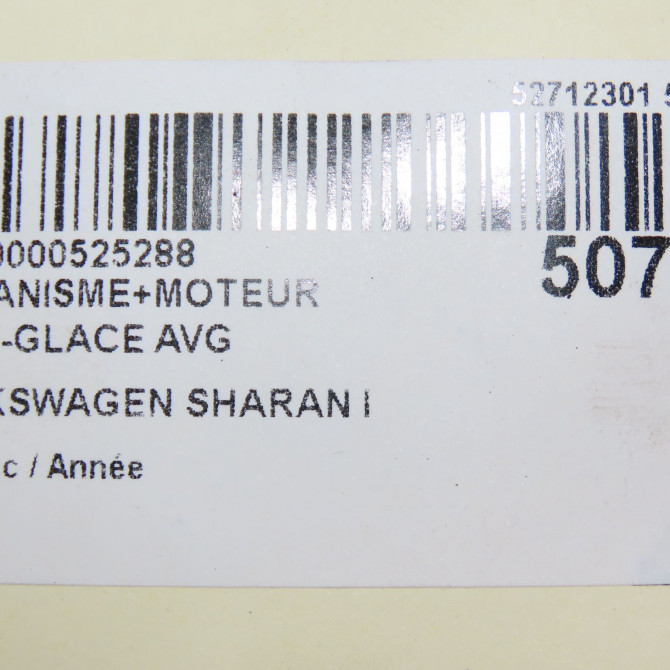 52712301 5
0000525288
507
ANISME+MOTEUR
-GLACE AVG
KSWAGEN SHARAN I
c / Année